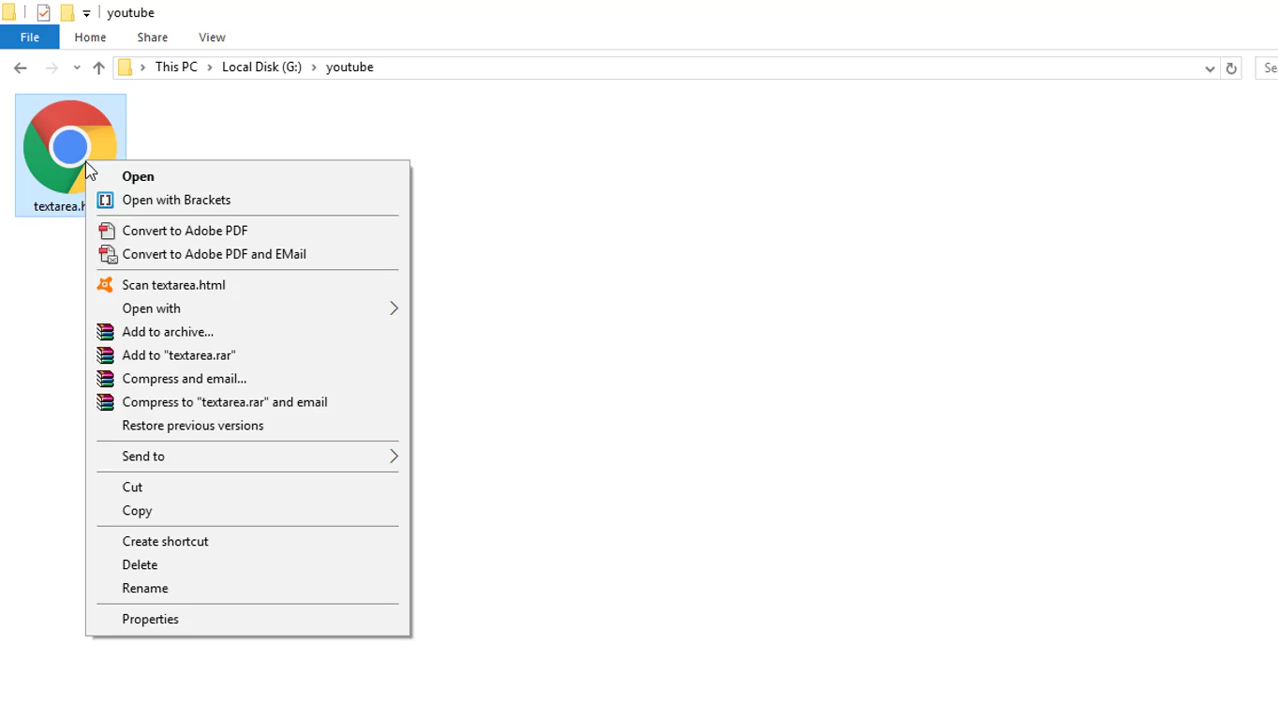 youtube
File Home Share View
This PC Local Disk (G:) youtube
Se
textarea.h
Open
Open with Brackets
Convert to Adobe PDF
Convert to Adobe PDF and EMail
Scan textarea.html
Open with
Add to archive...
Add to "textarea.rar"
Compress and email...
Compress to "textarea.rar" and email
Restore previous versions
Send to
Cut
Copy
Create shortcut
Delete
Rename
Properties